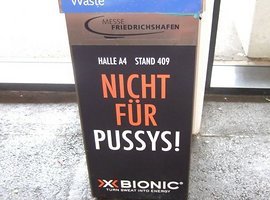 Waste
MESSE
FRIEDRICHSHAFEN
HALLE A4 STAND 409
NICHT
FÜR
PUSSYS!
X BIONIC®
TURN SWEAT INTO ENERGY